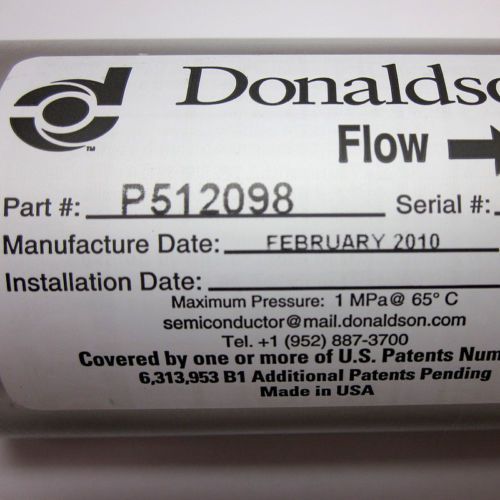 Donaldso
Flow
Part #: P512098 Serial #:
Manufacture Date: FEBRUARY 2010
Installation Date:
Maximum Pressure: 1 MPa @ 65° C
semiconductor@mail.donaldson.com
Tel. +1 (952) 887-3700
Covered by one or more of U.S. Patents Num
6,313,953 B1 Additional Patents Pending
Made in USA
TM